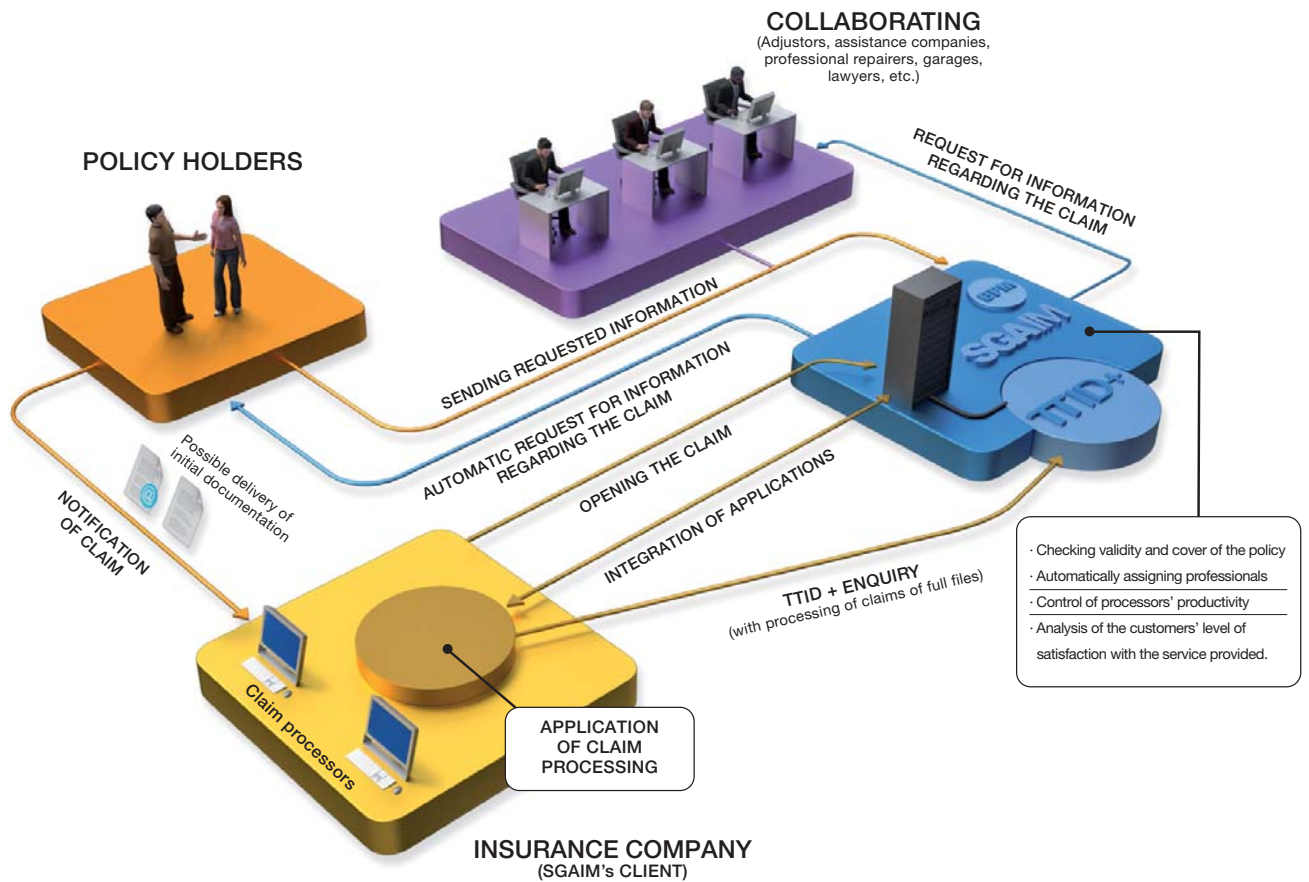 COLLABORATING
(Adjustors, assistance companies,
professional repairers, garages,
lawyers, etc.)
POLICY HOLDERS
REQUEST FOR INFORMATION
REGARDING THE CLAIM
BPM
SGAIM
TTID+
SENDING REQUESTED INFORMATION
AUTOMATIC REQUEST FOR INFORMATION
REGARDING THE CLAIM
OPENING THE CLAIM
INTEGRATION OF APPLICATIONS
TTID + ENQUIRY
(with processing of claims of full files)
Possible delivery of
initial documentation
@
NOTIFICATION
OF CLAIM
· Checking validity and cover of the policy
· Automatically assigning professionals
· Control of processors' productivity
· Analysis of the customers' level of
satisfaction with the service provided.
Claim processors
APPLICATION
OF CLAIM
PROCESSING
INSURANCE COMPANY
(SGAIM's CLIENT)